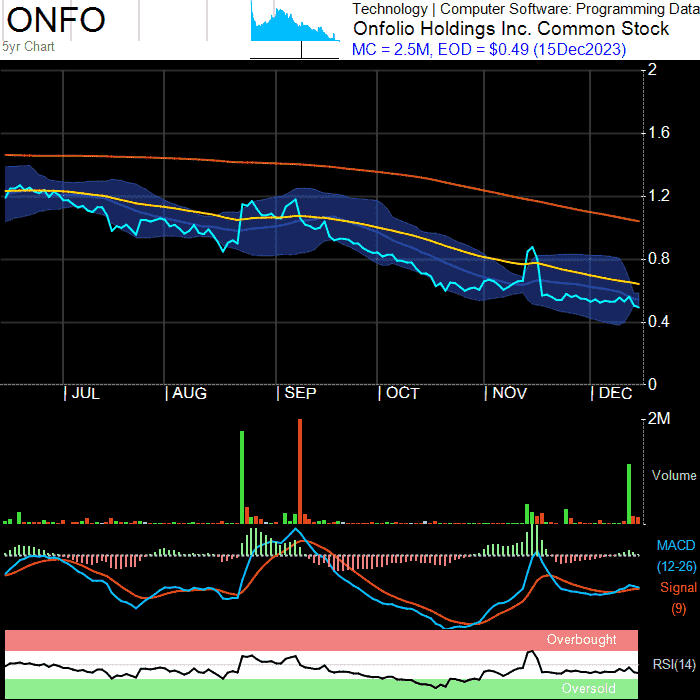 ONFO
Technology | Computer Software: Programming Data
Onfolio Holdings Inc. Common Stock
5yr Chart
MC = 2.5M, EOD = $0.49 (15Dec2023)
2
1.6
1.2
0.8
0.4
0
JUL AUG SEP OCT NOV DEC
2M
Volume
MACD
(12-26)
Signal
(9)
Overbought
RSI(14)
Oversold